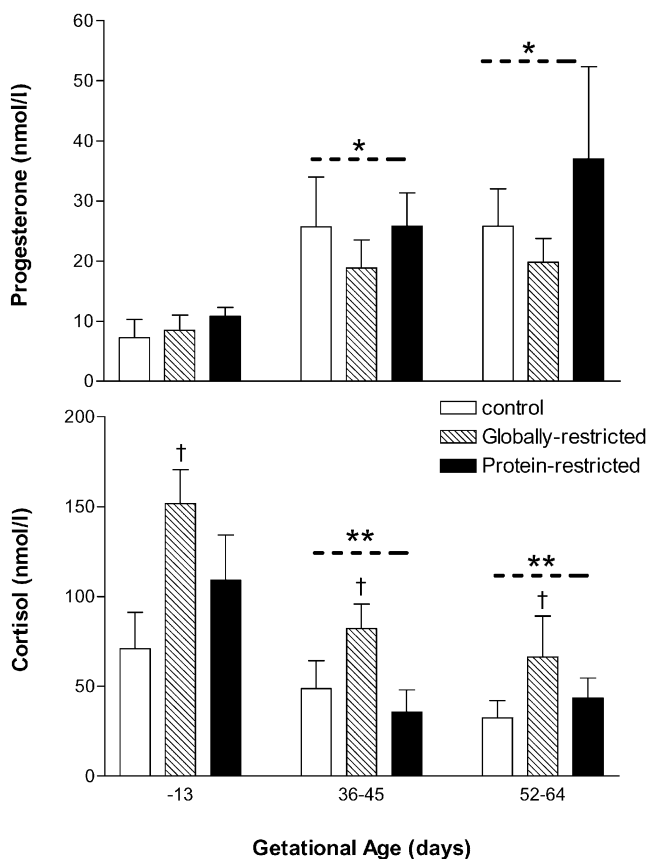 60
50
40
30
20
10
0
Progesterone (nmol/l)
*
*
control
Globally-restricted
Protein-restricted
200
150
100
50
0
Cortisol (nmol/l)
†
**
†
**
†
-13 36-45 52-64
Getational Age (days)